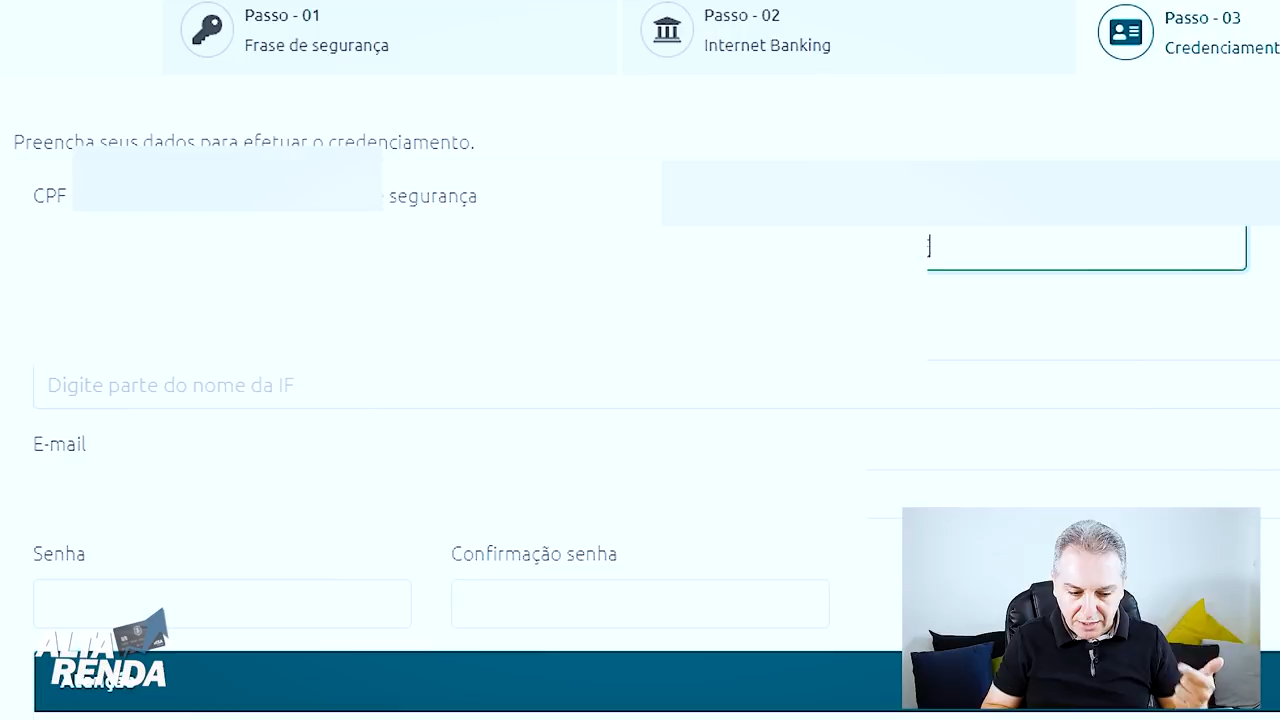 Passo - 01
Frase de segurança
Passo - 02
Internet Banking
Passo - 03
Credenciament
Preencha seus dados para efetuar o credenciamento.
CPF
segurança
Digite parte do nome da IF
E-mail
Senha
Confirmação senha
ALTA
RENDA
Atenção